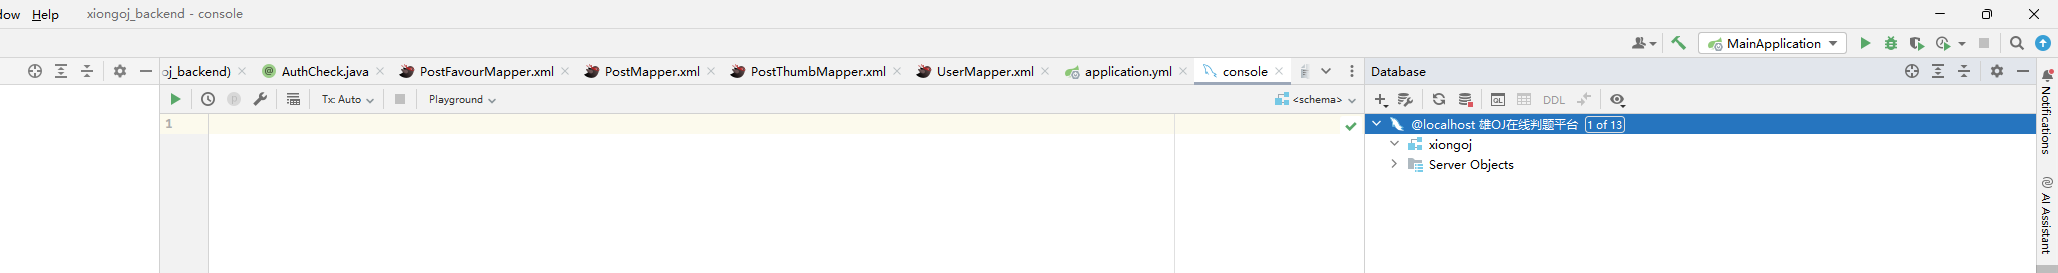 dow Help xiongoj_backend - console
MainApplication
oj_backend) AuthCheck.java PostFavourMapper.xml PostMapper.xml PostThumbMapper.xml UserMapper.xml application.yml console Database
Tx: Auto Playground <schema> DDL
1
@localhost 雄OJ在线判题平台 1 of 13
xiongoj
Server Objects
Notifications
AI Assistant